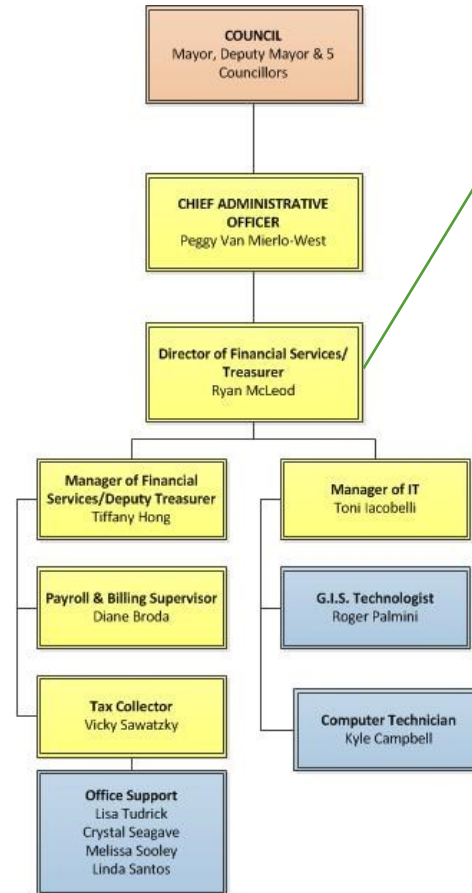 COUNCIL
Mayor, Deputy Mayor & 5
Councillors
CHIEF ADMINISTRATIVE
OFFICER
Peggy Van Mierlo-West
Director of Financial Services/
Treasurer
Ryan McLeod
Manager of Financial
Services/Deputy Treasurer
Tiffany Hong
Manager of IT
Toni Iacobelli
Payroll & Billing Supervisor
Diane Broda
G.I.S. Technologist
Roger Palmini
Tax Collector
Vicky Sawatzky
Computer Technician
Kyle Campbell
Office Support
Lisa Tudrick
Crystal Seagave
Melissa Sooley
Linda Santos